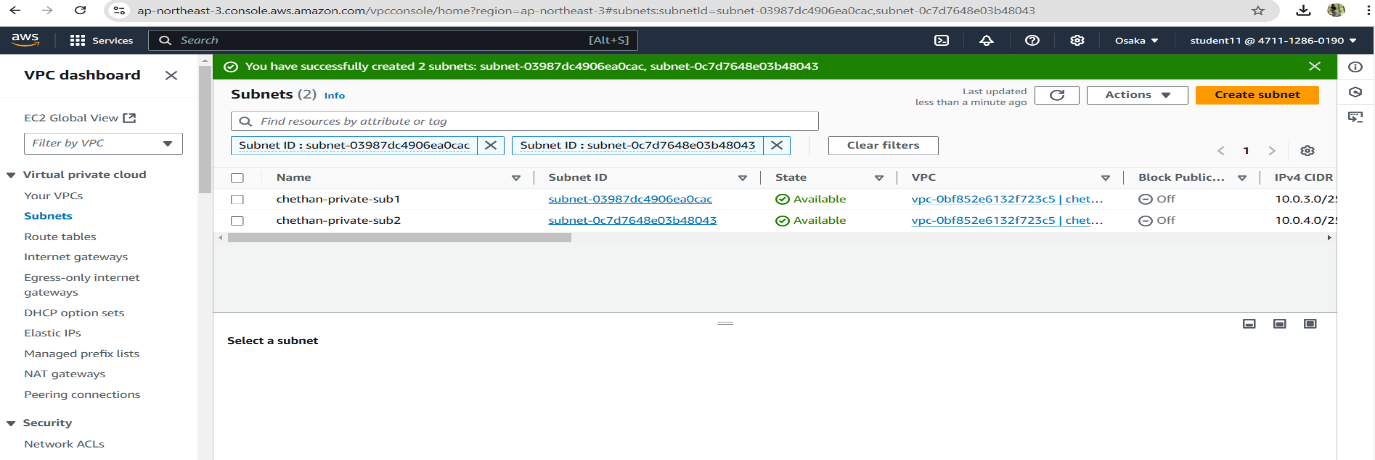 ap-northeast-3.console.aws.amazon.com/vpcconsole/home?region=ap-northeast-3#subnets:subnetId=subnet-03987dc4906ea0cac,subnet-0c7d7648e03b48043
aws Services Search [Alt+S] Osaka student11 @ 4711-1286-0190
VPC dashboard
EC2 Global View
Filter by VPC
Virtual private cloud
Your VPCs
Subnets
Route tables
Internet gateways
Egress-only internet
gateways
DHCP option sets
Elastic IPs
Managed prefix lists
NAT gateways
Peering connections
Security
Network ACLs
You have successfully created 2 subnets: subnet-03987dc4906ea0cac, subnet-0c7d7648e03b48043
Subnets (2) Info
Last updated
less than a minute ago
Actions
Create subnet
Find resources by attribute or tag
Subnet ID : subnet-03987dc4906ea0cac
Subnet ID : subnet-0c7d7648e03b48043
Clear filters
1
Name Subnet ID State VPC Block Public... IPv4 CIDR
chethan-private-sub1 subnet-03987dc4906ea0cac Available vpc-0bf852e6132f723c5 | chet... Off 10.0.3.0/25
chethan-private-sub2 subnet-0c7d7648e03b48043 Available vpc-0bf852e6132f723c5 | chet... Off 10.0.4.0/25
Select a subnet